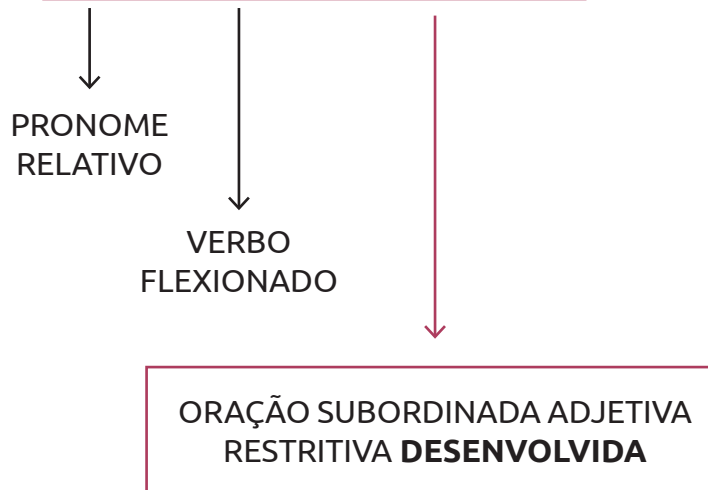 PRONOME
RELATIVO
VERBO
FLEXIONADO
ORAÇÃO SUBORDINADA ADJETIVA
RESTRITIVA DESENVOLVIDA